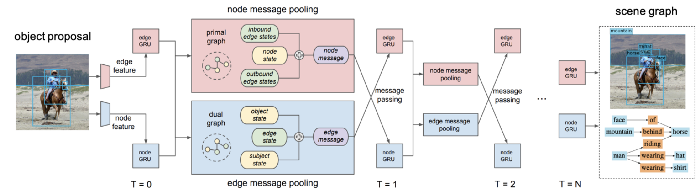 object proposal
edge
feature
node
feature
edge
GRU
node
GRU
T = 0
node message pooling
primal
graph
inbound
edge states
node
state
outbound
edge states
node
message
dual
graph
object
state
edge
state
subject
state
edge
message
edge message pooling
edge
GRU
node
GRU
T = 1
message
passing
node message
pooling
edge message
pooling
edge
GRU
node
GRU
message
passing
T = 2
...
edge
GRU
node
GRU
T = N
scene graph
mountain
horse
face of
mountain behind horse
riding
man wearing hat
wearing shirt